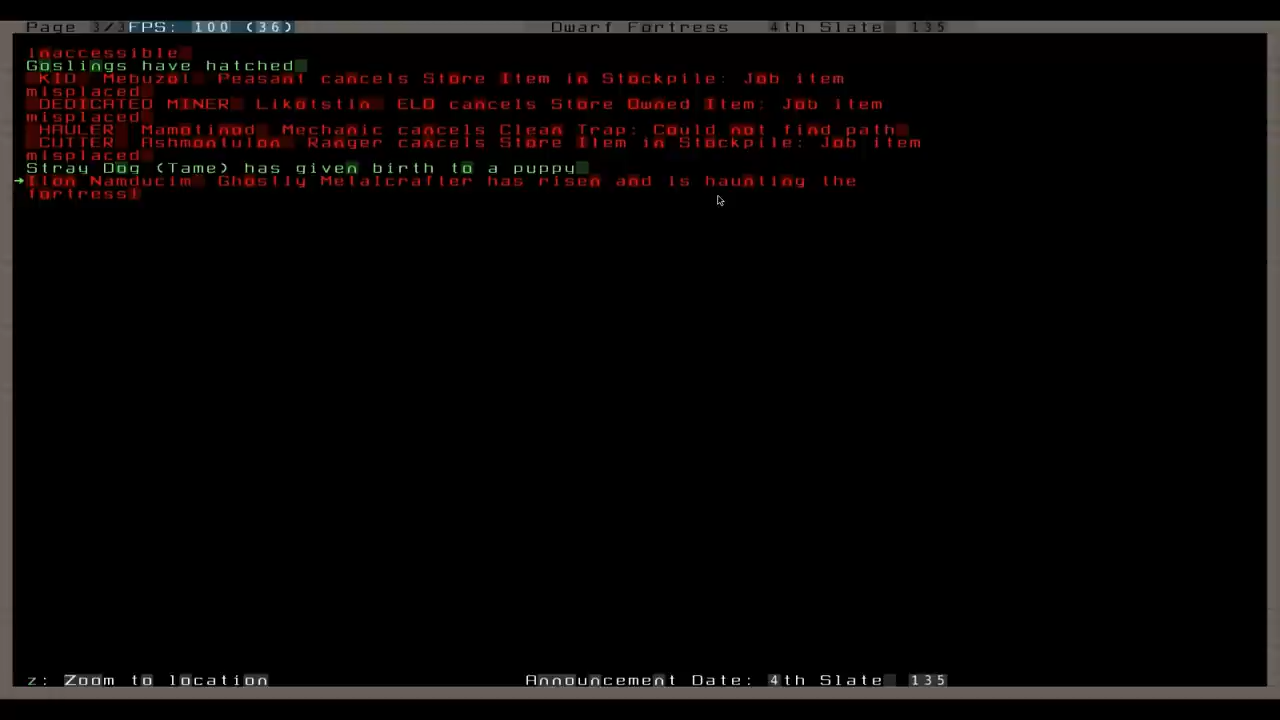 Page 3/3 FPS: 100 (36) Dwarf Fortress 4th Slate 135
Inaccessible
Goslings have hatched
KID Mebuzol Peasant cancels Store Item in Stockpile: Job item
misplaced
DEDICATED MINER Likotstin ELD cancels Store Owned Item: Job item
misplaced
HAULER Mamotinod Mechanic cancels Clean Trap: Could not find path
CUTTER Ashmontulon Ranger cancels Store Item in Stockpile: Job item
misplaced
Stray Dog (Tame) has given birth to a puppy
Namducim Ghostly Metalcrafter has risen and is haunting the
fortress!
z: Zoom to location Announcement Date: 4th Slate 135